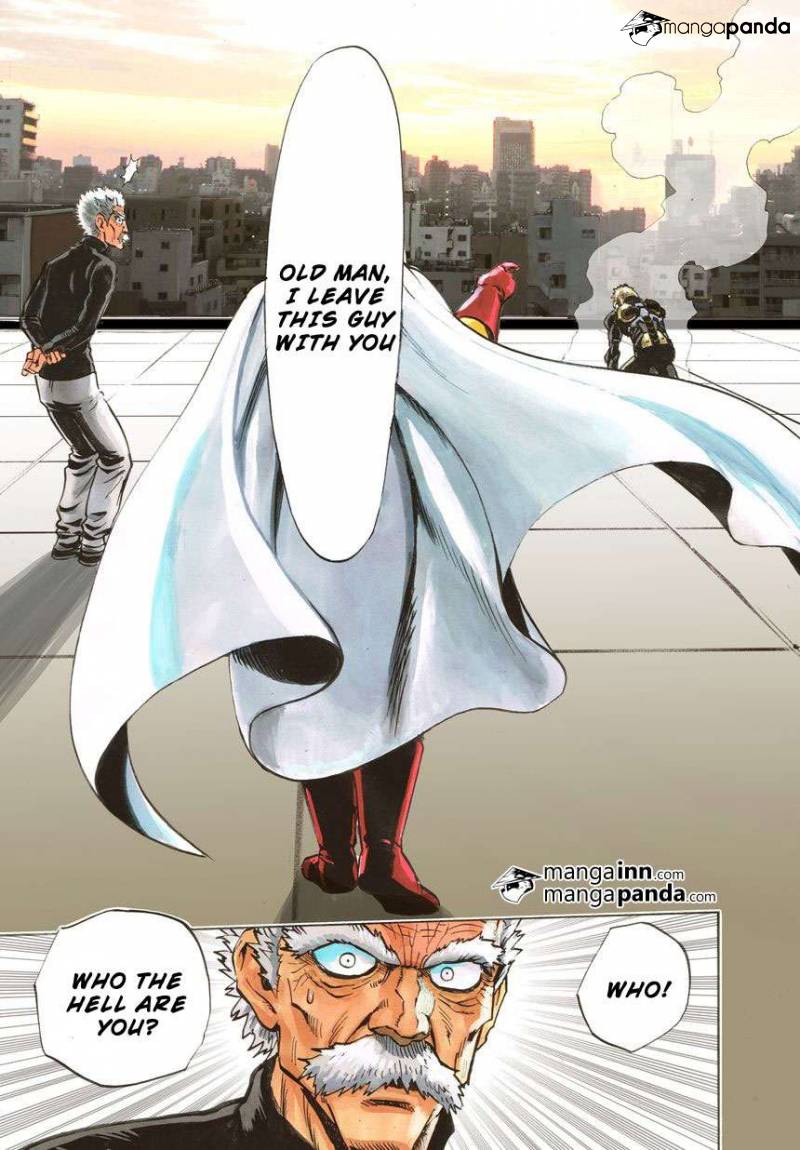 mangapanda
OLD MAN,
I LEAVE
THIS GUY
WITH YOU
mangainn.com
mangapanda.com
WHO!
WHO THE
HELL ARE
YOU?